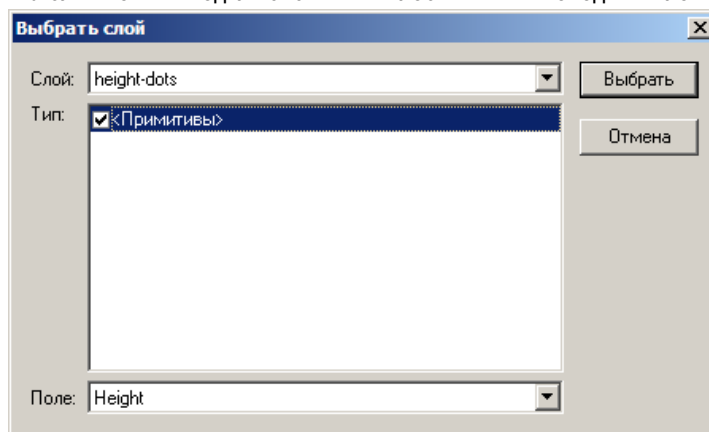 Выбрать слой
Слой: height-dots Выбрать
Тип: <Примитивы>
Отмена
Поле: Height